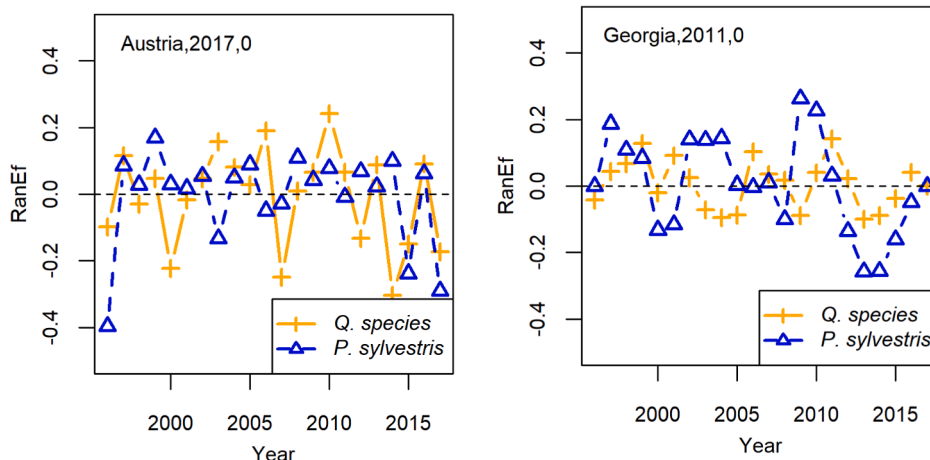 Austria,2017,0
RanEf
0.4
0.2
0.0
-0.2
-0.4
Q. species
P. sylvestris
2000 2005 2010 2015
Year
Georgia,2011,0
RanEf
0.4
0.2
0.0
-0.2
-0.4
Q. species
P. sylvestris
2000 2005 2010 2015
Year